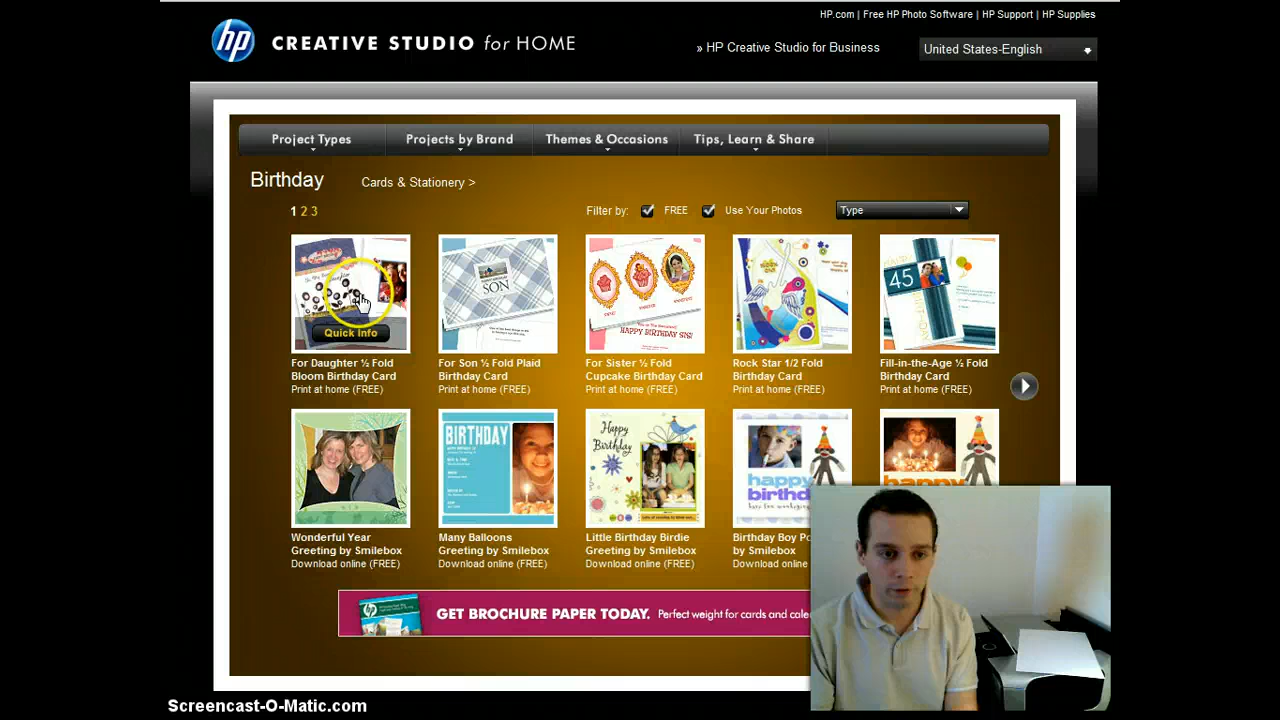 HP.com | Free HP Photo Software | HP Support | HP Supplies
hp CREATIVE STUDIO for HOME
» HP Creative Studio for Business
United States-English
Project Types
Projects by Brand
Themes & Occasions
Tips, Learn & Share
Birthday
Cards & Stationery >
1 2 3
Filter by:
FREE
Use Your Photos
Type
Quick Info
SON
HAPPY BIRTHDAY SIS!
45
For Daughter ½ Fold
Bloom Birthday Card
Print at home (FREE)
For Son ½ Fold Plaid
Birthday Card
Print at home (FREE)
For Sister ½ Fold
Cupcake Birthday Card
Print at home (FREE)
Rock Star 1/2 Fold
Birthday Card
Print at home (FREE)
Fill-in-the-Age ½ Fold
Birthday Card
Print at home (FREE)
BIRTHDAY
Happy
Birthday
happy
birthd
Wonderful Year
Greeting by Smilebox
Download online (FREE)
Many Balloons
Greeting by Smilebox
Download online (FREE)
Little Birthday Birdie
Greeting by Smilebox
Download online (FREE)
Birthday Boy Po
by Smilebox
Download online
hp
GET BROCHURE PAPER TODAY. Perfect weight for cards and cale
Screencast-O-Matic.com